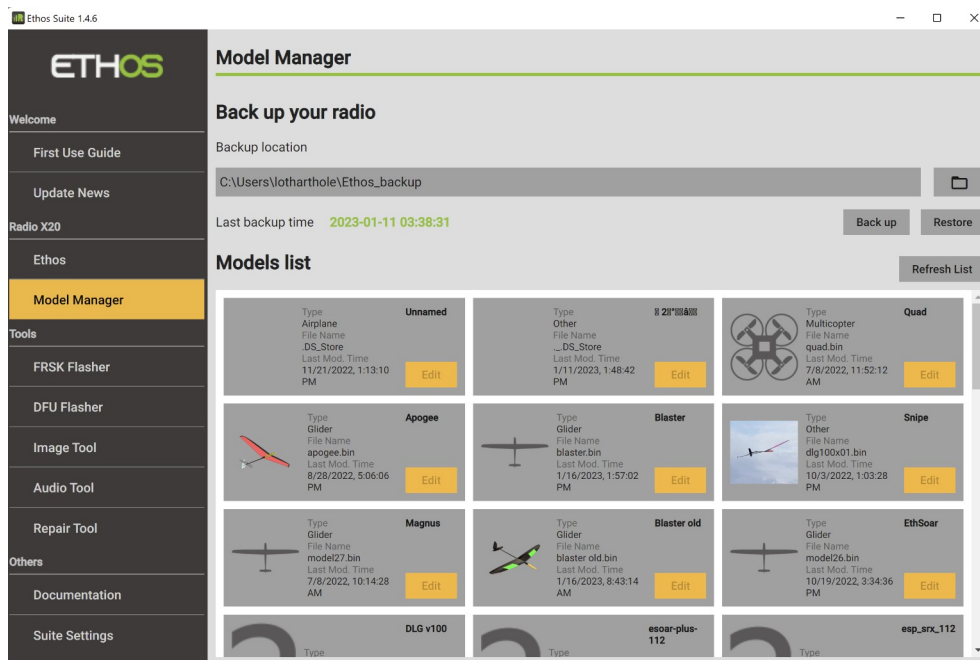 Ethos Suite 1.4.6
ETHOS
Welcome
First Use Guide
Update News
Radio X20
Ethos
Model Manager
Tools
FRSK Flasher
DFU Flasher
Image Tool
Audio Tool
Repair Tool
Others
Documentation
Suite Settings
Model Manager
Back up your radio
Backup location
C:\Users\lotharthole\Ethos_backup
Last backup time 2023-01-11 03:38:31
Back up
Restore
Models list
Refresh List
Type
Airplane
File Name
.DS_Store
Last Mod. Time
11/21/2022, 1:13:10
PM
Unnamed
Edit
Type
Other
File Name
._.DS_Store
Last Mod. Time
1/11/2023, 1:48:42
PM
Edit
Type
Multicopter
File Name
quad.bin
Last Mod. Time
7/8/2022, 11:52:12
AM
Quad
Edit
Type
Glider
File Name
apogee.bin
Last Mod. Time
8/28/2022, 5:06:06
PM
Apogee
Edit
Type
Glider
File Name
blaster.bin
Last Mod. Time
1/16/2023, 1:57:02
PM
Blaster
Edit
Type
Other
File Name
dlg100x01.bin
Last Mod. Time
10/3/2022, 1:03:28
PM
Snipe
Edit
Type
Glider
File Name
model27.bin
Last Mod. Time
7/8/2022, 10:14:28
AM
Magnus
Edit
Type
Glider
File Name
blaster old.bin
Last Mod. Time
1/16/2023, 8:43:14
AM
Blaster old
Edit
Type
Glider
File Name
model26.bin
Last Mod. Time
10/19/2022, 3:34:36
PM
EthSoar
Edit
DLG v100
Type
esoar-plus-
112
Type
esp_srx_112
Type